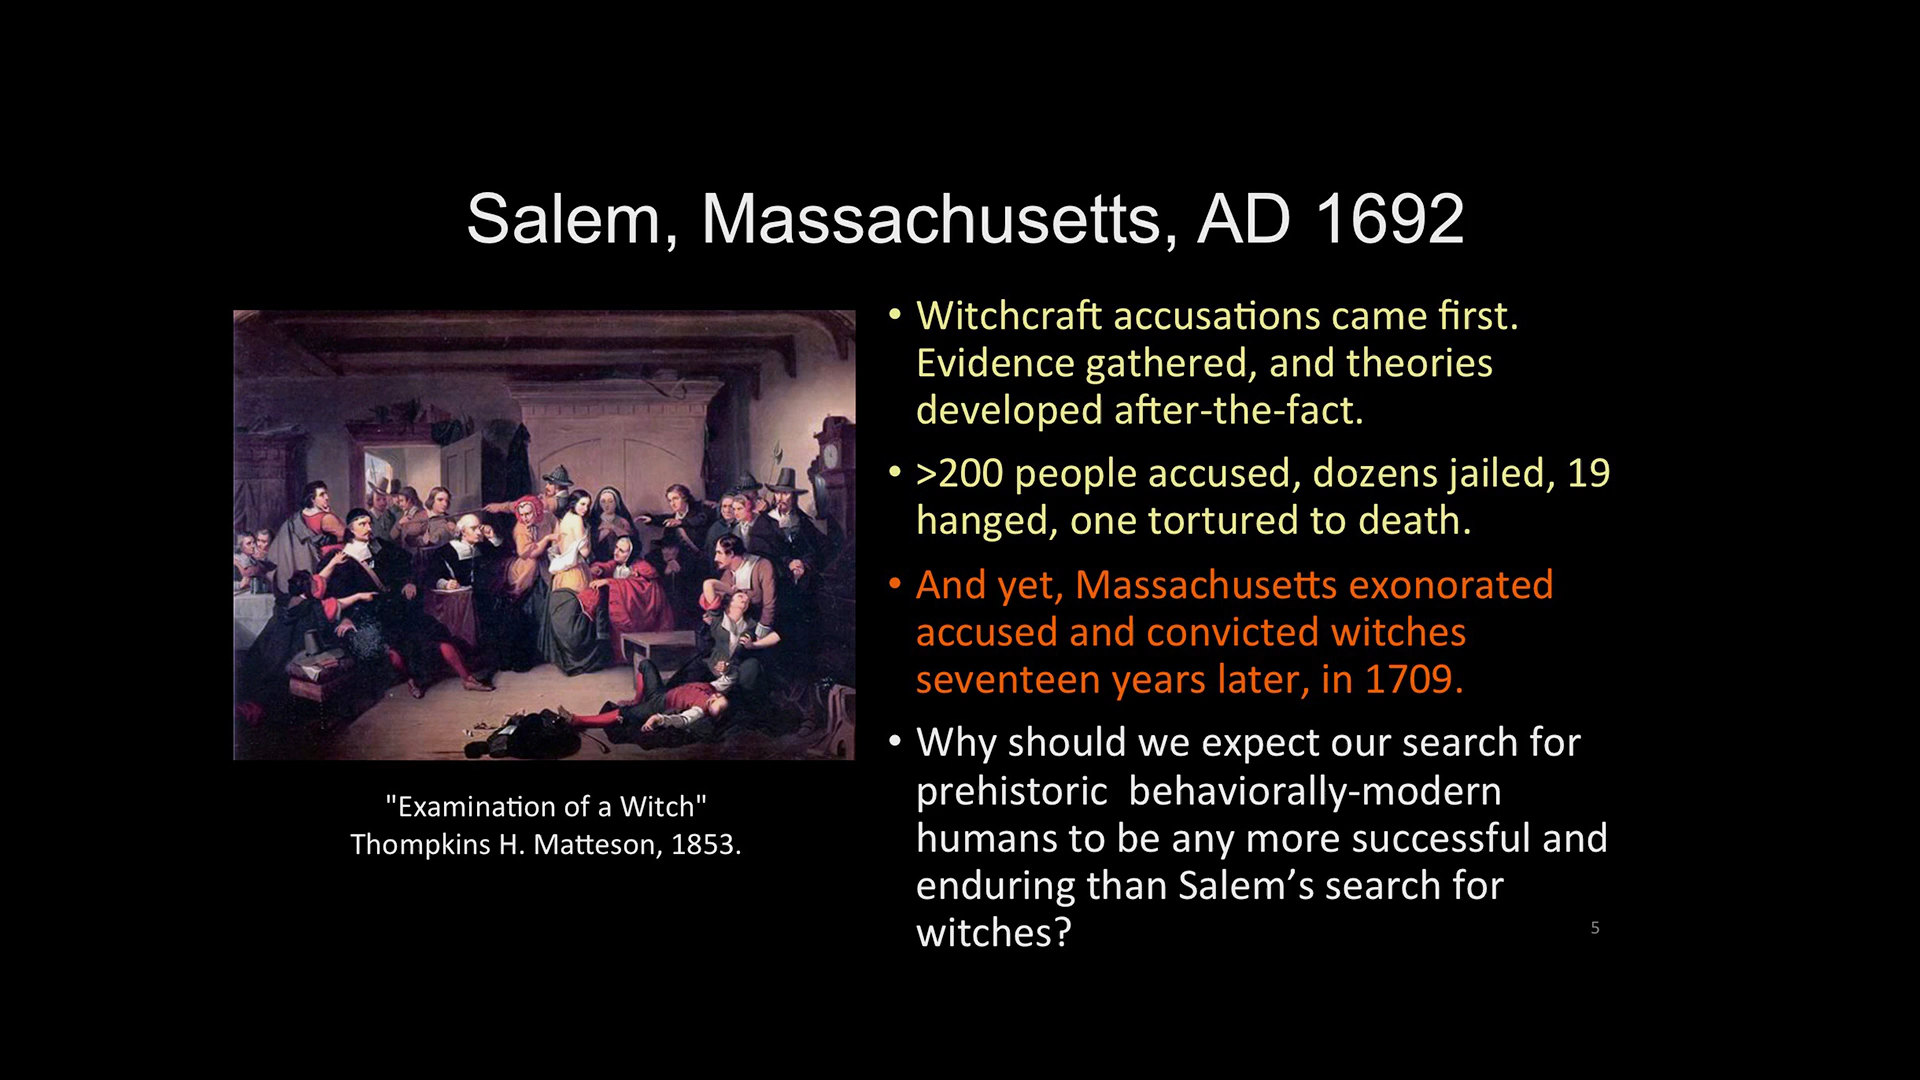 Salem, Massachusetts, AD 1692
• Witchcraft accusations came first.
Evidence gathered, and theories
developed after-the-fact.
• >200 people accused, dozens jailed, 19
hanged, one tortured to death.
• And yet, Massachusetts exonorated
accused and convicted witches
seventeen years later, in 1709.
• Why should we expect our search for
prehistoric  behaviorally-modern
humans to be any more successful and
enduring than Salem’s search for
witches?
"Examination of a Witch"
Thompkins H. Matteson, 1853.
5